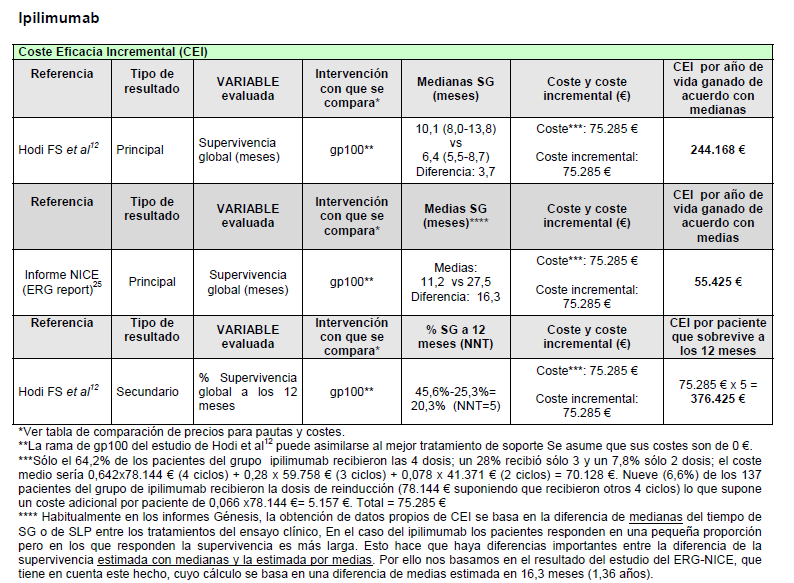 Ipilimumab
Coste Eficacia Incremental (CEI)
Referencia
Tipo de
resultado
VARIABLE
evaluada
Intervención
con que se
compara*
Medianas SG
(meses)
Coste y coste
incremental (€)
CEI por año de
vida ganado de
acuerdo con
medianas
Hodi FS et al12
Principal
Supervivencia
global (meses)
gp100**
10,1 (8,0-13,8)
vs
6,4 (5,5-8,7)
Diferencia: 3,7
Coste***: 75.285 €
Coste incremental:
75.285 €
244.168 €
Referencia
Tipo de
resultado
VARIABLE
evaluada
Intervención
con que se
compara*
Medias SG
(meses)****
Coste y coste
incremental (€)
CEI por año de
vida ganado de
acuerdo con
medias
Informe NICE
(ERG report)25
Principal
Supervivencia
global (meses)
gp100**
Medias:
11,2 vs 27,5
Diferencia: 16,3
Coste***: 75.285 €
Coste incremental:
75.285 €
55.425 €
Referencia
Tipo de
resultado
VARIABLE
evaluada
Intervención
con que se
compara*
% SG a 12
meses (NNT)
Coste y coste
incremental (€)
CEI por paciente
que sobrevive a
los 12 meses
Hodi FS et al12
Secundario
% Supervivencia
global a los 12
meses
gp100**
45,6%-25,3%=
20,3% (NNT=5)
Coste***: 75.285 €
Coste incremental:
75.285 €
75.285 € x 5 =
376.425 €
*Ver tabla de comparación de precios para pautas y costes.
**La rama de gp100 del estudio de Hodi et al12 puede asimilarse al mejor tratamiento de soporte Se asume que sus costes son de 0 €.
***Sólo el 64,2% de los pacientes del grupo ipilimumab recibieron las 4 dosis; un 28% recibió sólo 3 y un 7,8% sólo 2 dosis; el coste
medio sería 0,642x78.144 € (4 ciclos) + 0,28 x 59.758 € (3 ciclos) + 0,078 x 41.371 € (2 ciclos) = 70.128 €. Nueve (6,6%) de los 137
pacientes del grupo de ipilimumab recibieron la dosis de reinducción (78.144 € suponiendo que recibieron otros 4 ciclos) lo que supone
un coste adicional por paciente de 0,066 x78.144 €= 5.157 €. Total = 75.285 €
**** Habitualmente en los informes Génesis, la obtención de datos propios de CEI se basa en la diferencia de medianas del tiempo de
SG o de SLP entre los tratamientos del ensayo clínico, En el caso del ipilimumab los pacientes responden en una pequeña proporción
pero en los que responden la supervivencia es más larga. Esto hace que haya diferencias importantes entre la diferencia de la
supervivencia estimada con medianas y la estimada por medias. Por ello nos basamos en el resultado del estudio del ERG-NICE, que
tiene en cuenta este hecho, cuyo cálculo se basa en una diferencia de medias estimada en 16,3 meses (1,36 años).